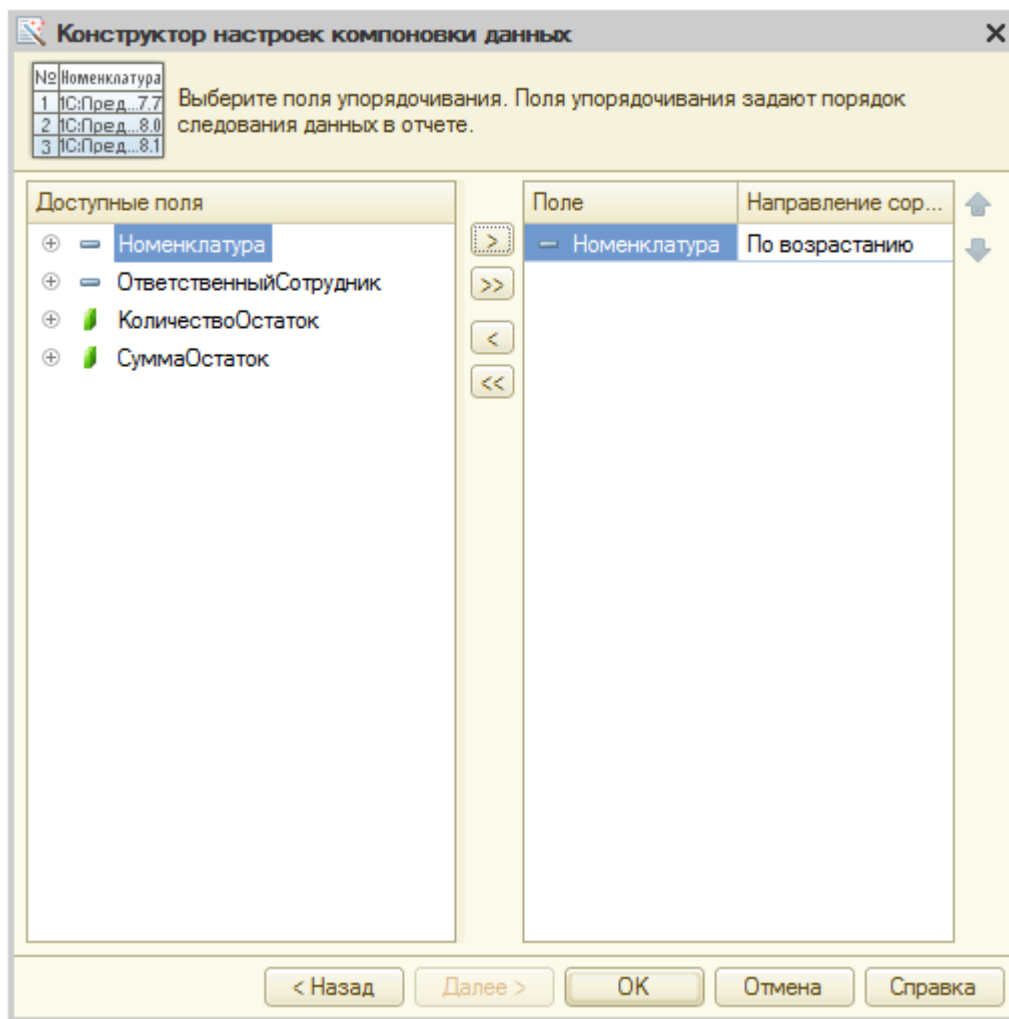 Конструктор настроек компоновки данных
№ Номенклатура
1 1С:Пред...7.7
2 1С:Пред...8.0
3 1С:Пред...8.1
Выберите поля упорядочивания. Поля упорядочивания задают порядок
следования данных в отчете.
Доступные поля
Номенклатура
ОтветственныйСотрудник
КоличествоОстаток
СуммаОстаток
>
>>
<
<<
Поле Направление сор...
Номенклатура По возрастанию
< Назад Далее > OK Отмена Справка